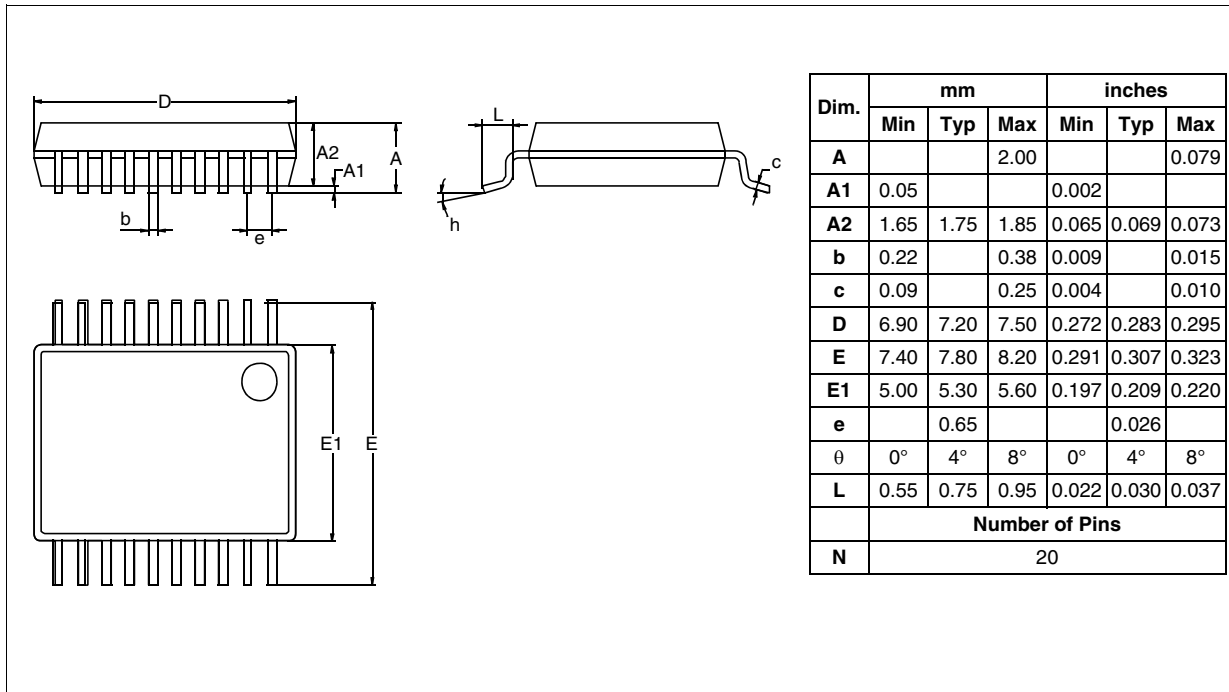 D
A2
A1
A
b
e
L
c
h
E1
E
Dim. mm inches
Min Typ Max Min Typ Max
A 2.00 0.079
A1 0.05 0.002
A2 1.65 1.75 1.85 0.065 0.069 0.073
b 0.22 0.38 0.009 0.015
c 0.09 0.25 0.004 0.010
D 6.90 7.20 7.50 0.272 0.283 0.295
E 7.40 7.80 8.20 0.291 0.307 0.323
E1 5.00 5.30 5.60 0.197 0.209 0.220
e 0.65 0.026
θ 0° 4° 8° 0° 4° 8°
L 0.55 0.75 0.95 0.022 0.030 0.037
Number of Pins
N 20